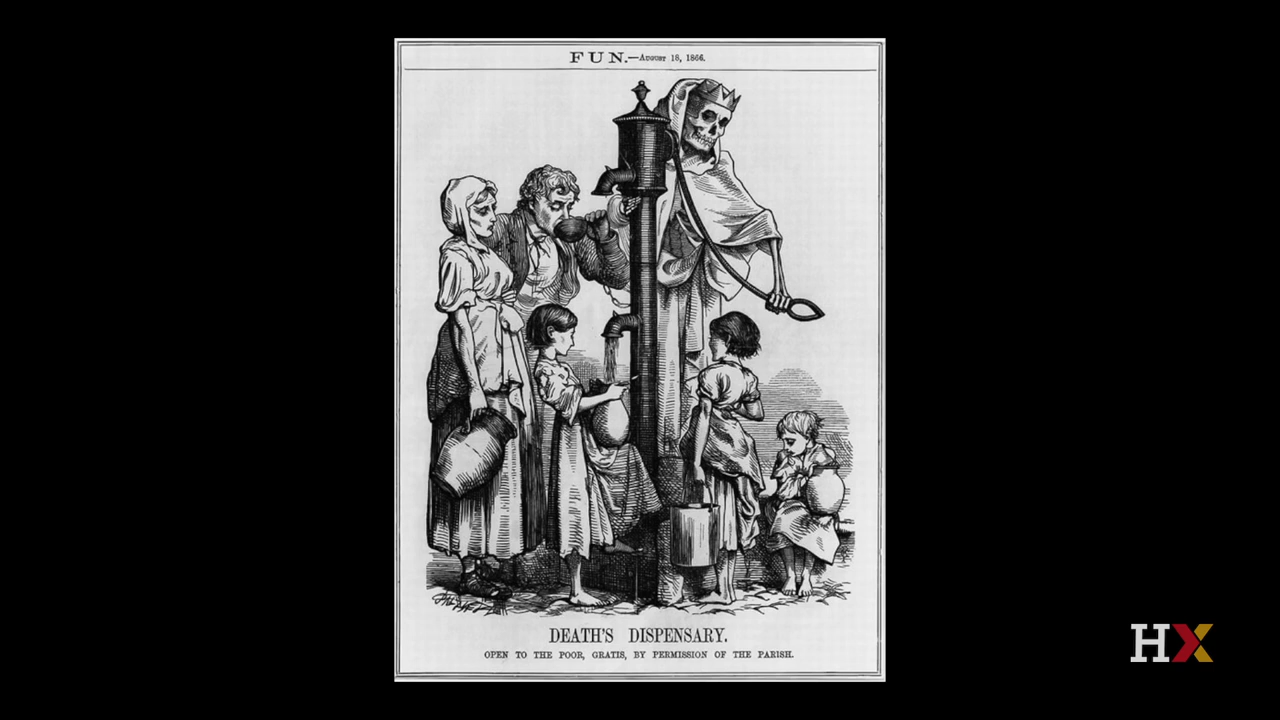 FUN.—August 18, 1866.
DEATH'S DISPENSARY.
OPEN TO THE POOR, GRATIS, BY PERMISSION OF THE PARISH.
HX